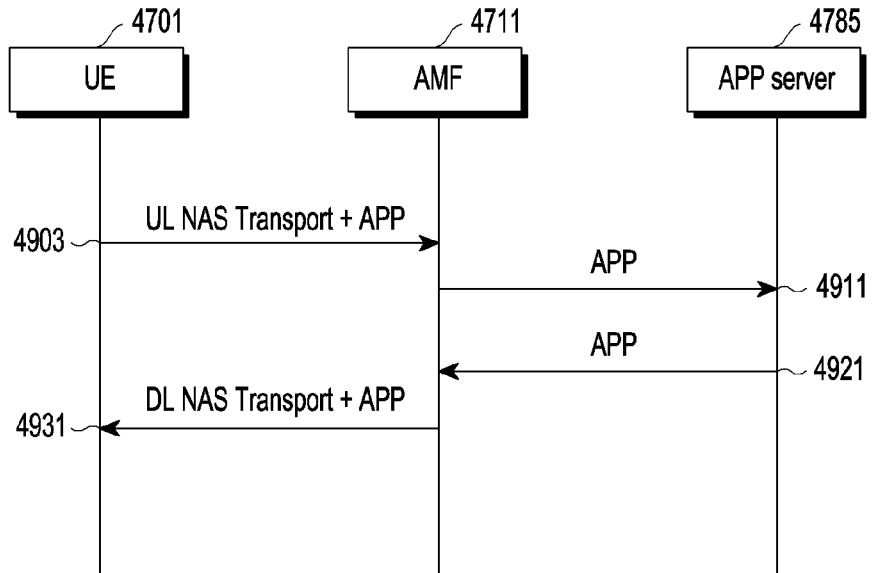 4701
4711
4785
UE
AMF
APP server
UL NAS Transport + APP
4903
APP
4911
APP
4921
DL NAS Transport + APP
4931